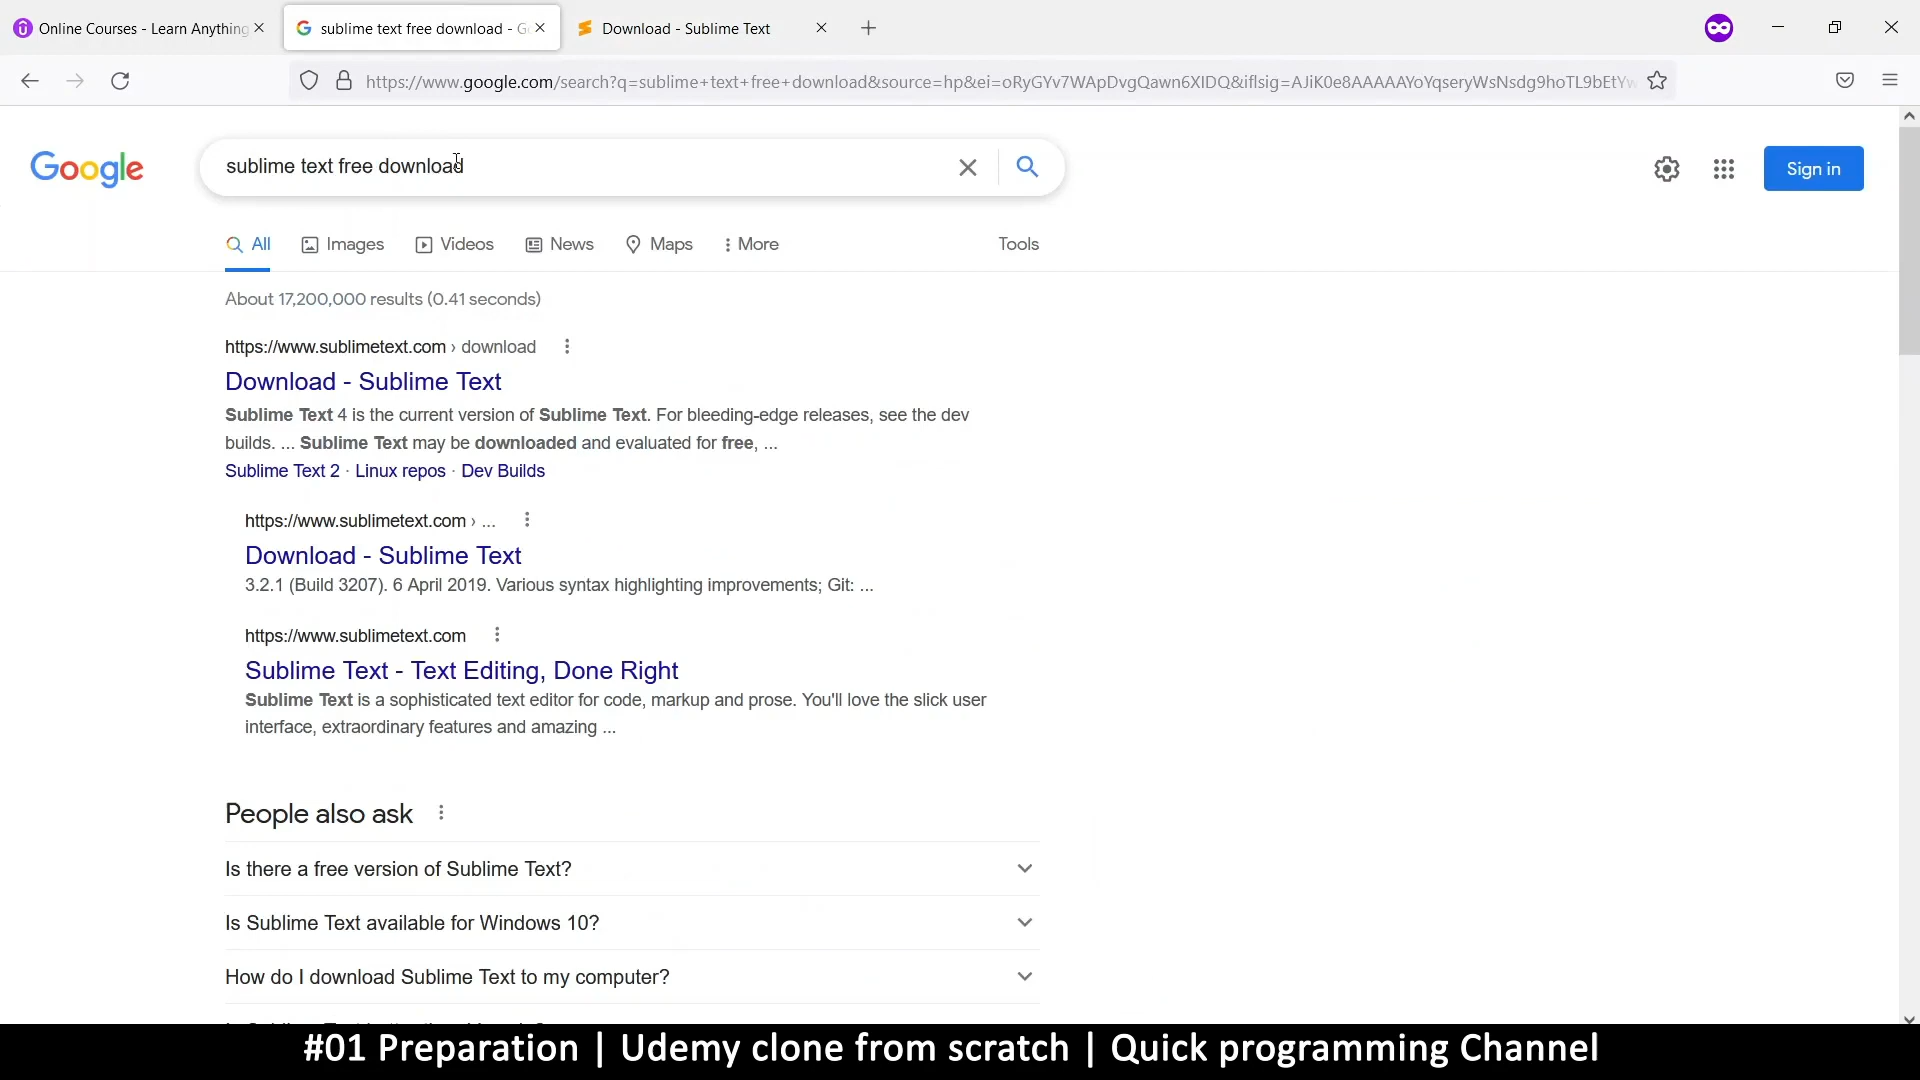 Online Courses - Learn Anything
sublime text free download - Go
Download - Sublime Text
https://www.google.com/search?q=sublime+text+free+download&source=hp&ei=oRyGYv7WApDvgQawn6XIDQ&iflsig=AJiK0e8AAAAAYoYqseryWsNsdg9hoTL9bEtYw
Google
sublime text free download
Sign in
All
Images
Videos
News
Maps
More
Tools
About 17,200,000 results (0.41 seconds)
https://www.sublimetext.com › download
Download - Sublime Text
Sublime Text 4 is the current version of Sublime Text. For bleeding-edge releases, see the dev
builds. ... Sublime Text may be downloaded and evaluated for free, ...
Sublime Text 2 · Linux repos · Dev Builds
https://www.sublimetext.com › ...
Download - Sublime Text
3.2.1 (Build 3207). 6 April 2019. Various syntax highlighting improvements; Git: ...
https://www.sublimetext.com
Sublime Text - Text Editing, Done Right
Sublime Text is a sophisticated text editor for code, markup and prose. You'll love the slick user
interface, extraordinary features and amazing ...
People also ask
Is there a free version of Sublime Text?
Is Sublime Text available for Windows 10?
How do I download Sublime Text to my computer?
#01 Preparation | Udemy clone from scratch | Quick programming Channel